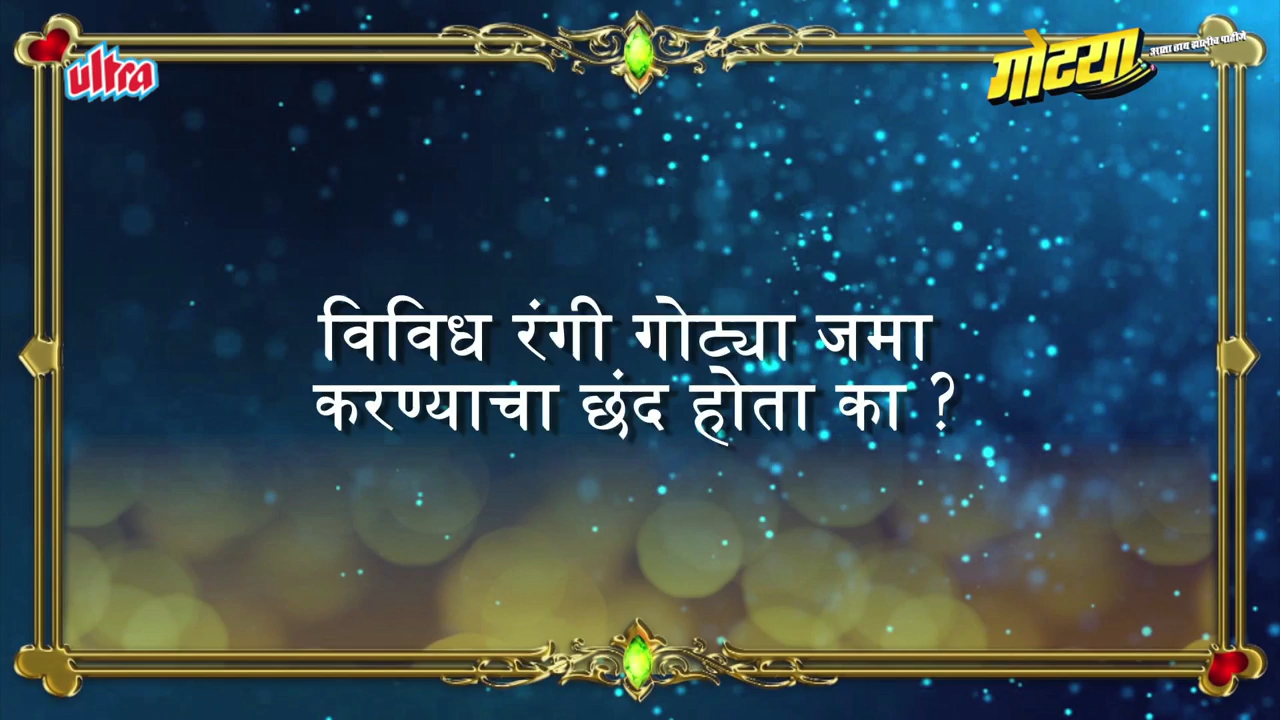 ultra
गोट्या
विविध रंगी गोट्या जमा
करण्याचा छंद होता का ?